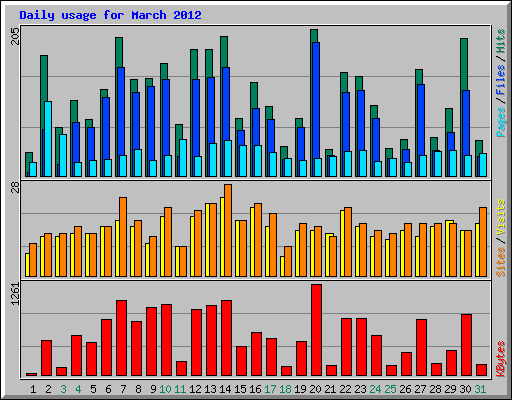 Daily usage for March 2012
205
Pages / Files / Hits
28
Sites / Visits
1261
KBytes
1 2 3 4 5 6 7 8 9 10 11 12 13 14 15 16 17 18 19 20 21 22 23 24 25 26 27 28 29 30 31